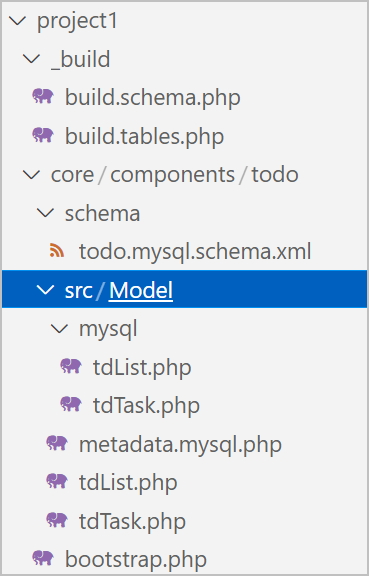 project1
_build
build.schema.php
build.tables.php
core / components / todo
schema
todo.mysql.schema.xml
src / Model
mysql
tdList.php
tdTask.php
metadata.mysql.php
tdList.php
tdTask.php
bootstrap.php